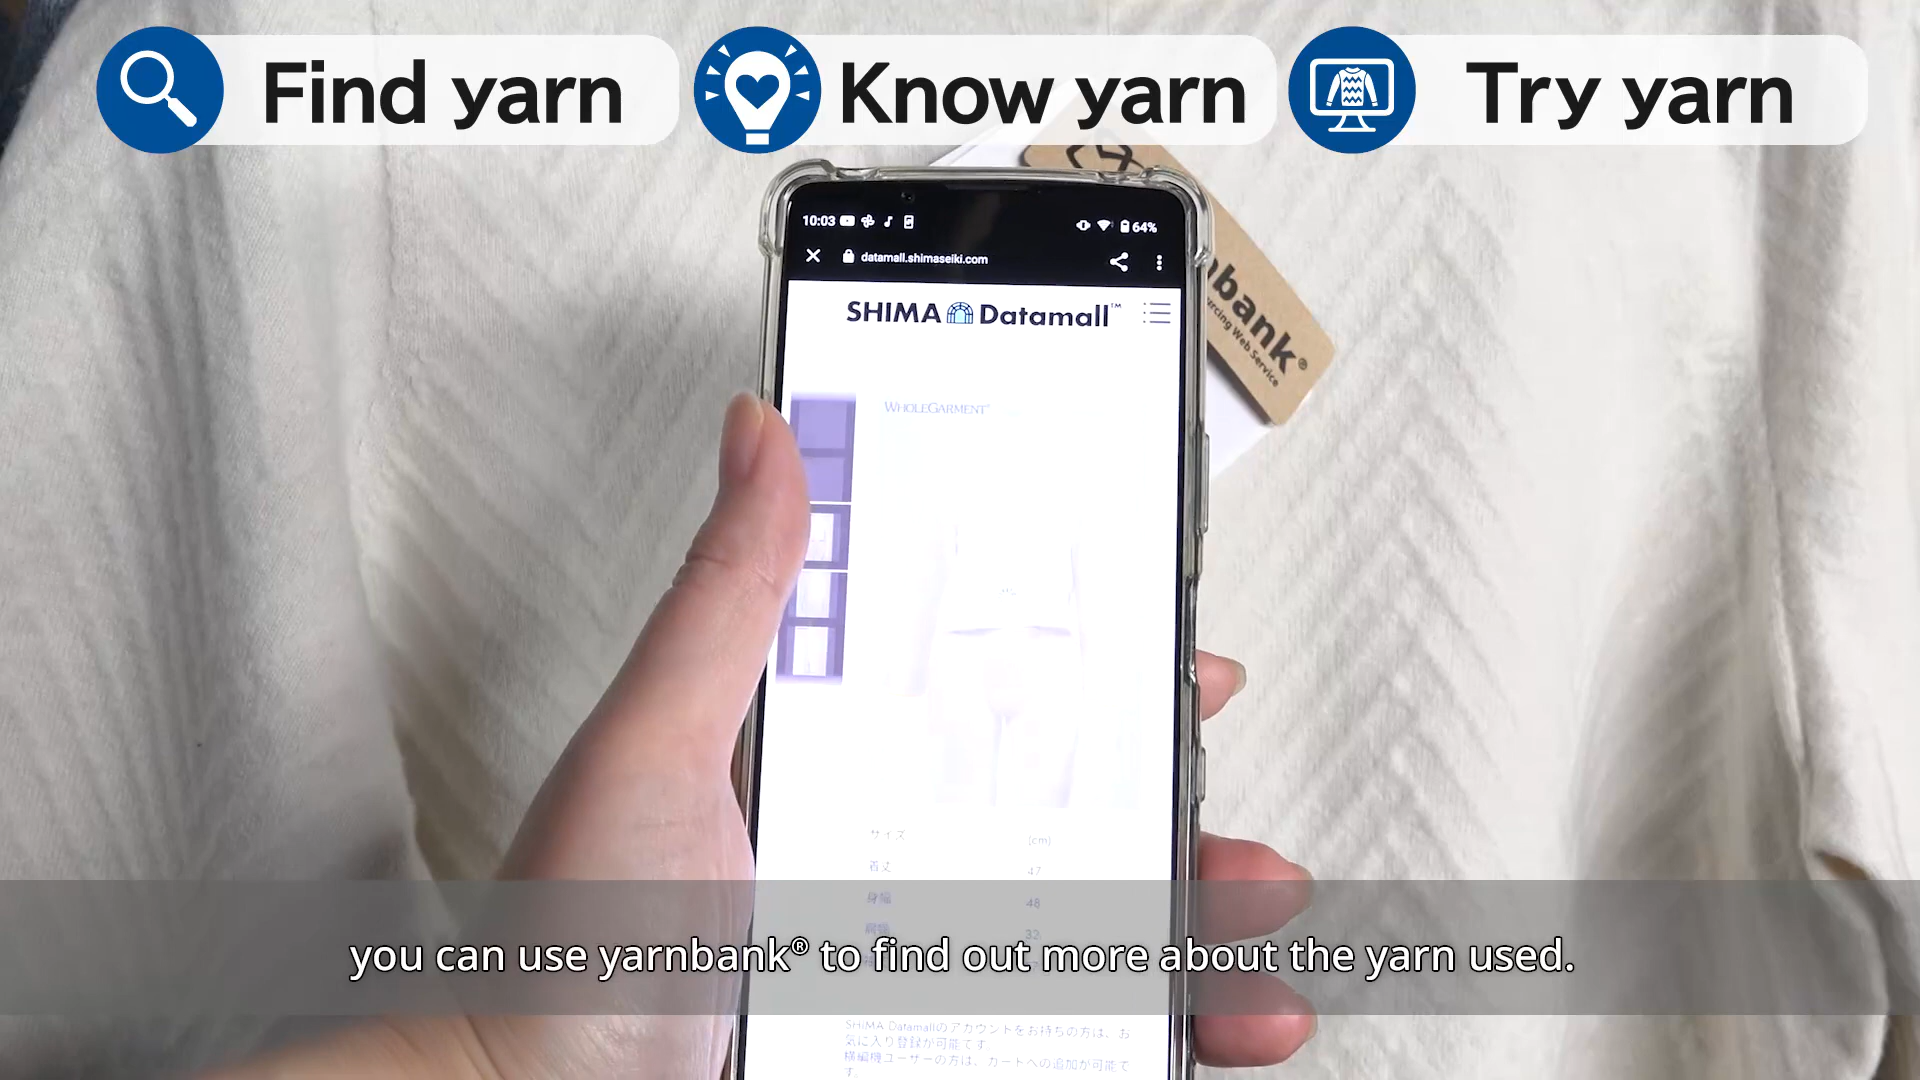 Find yarn
Know yarn
Try yarn
10:03
64%
datamall.shimaseiki.com
SHIMA Datamall™
bank®
urcing Web Service
WHOLEGARMENT®
サイズ (cm)
着丈 47
身幅 48
肩幅 32
you can use yarnbank® to find out more about the yarn used.
SHIMA Datamallのアカウントをお持ちの方は、お
気に入り登録が可能です。
横編機ユーザーの方は、カートへの追加が可能で
す。